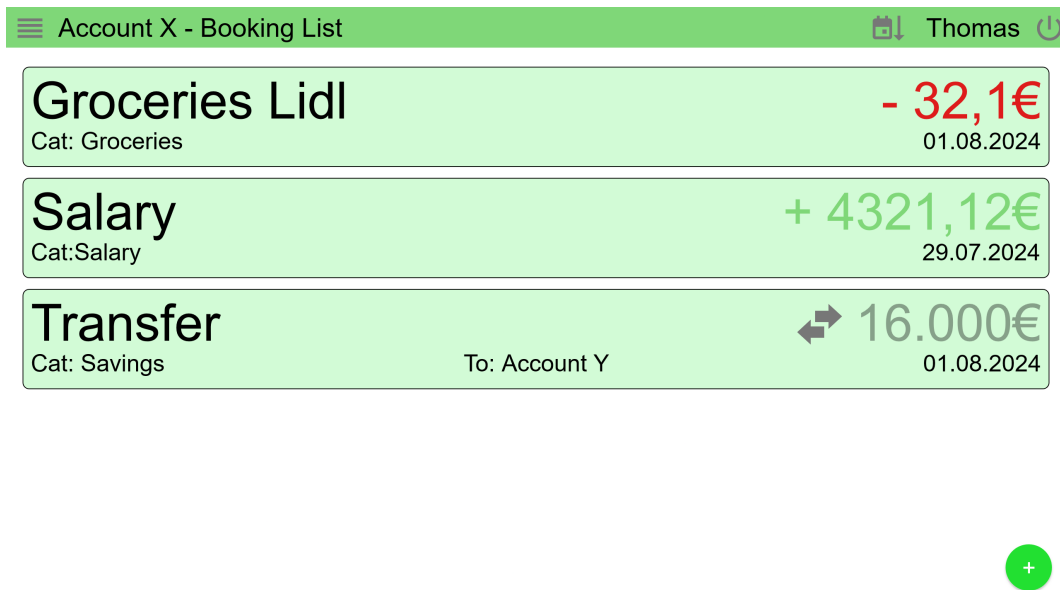 Account X - Booking List Thomas
Groceries Lidl - 32,1€
Cat: Groceries 01.08.2024
Salary + 4321,12€
Cat:Salary 29.07.2024
Transfer 16.000€
Cat: Savings To: Account Y 01.08.2024
+